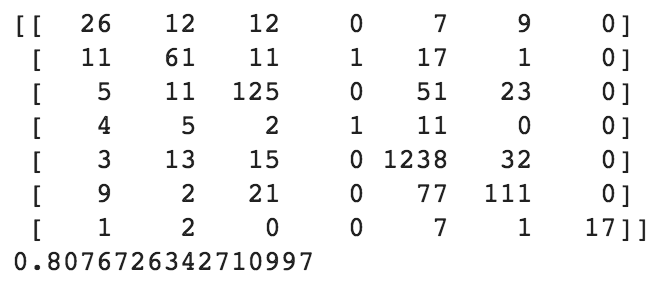 [[  26   12   12    0    7    9    0]
 [  11   61   11    1   17    1    0]
 [   5   11  125    0   51   23    0]
 [   4    5    2    1   11    0    0]
 [   3   13   15    0 1238   32    0]
 [   9    2   21    0   77  111    0]
 [   1    2    0    0    7    1   17]]
0.8076726342710997